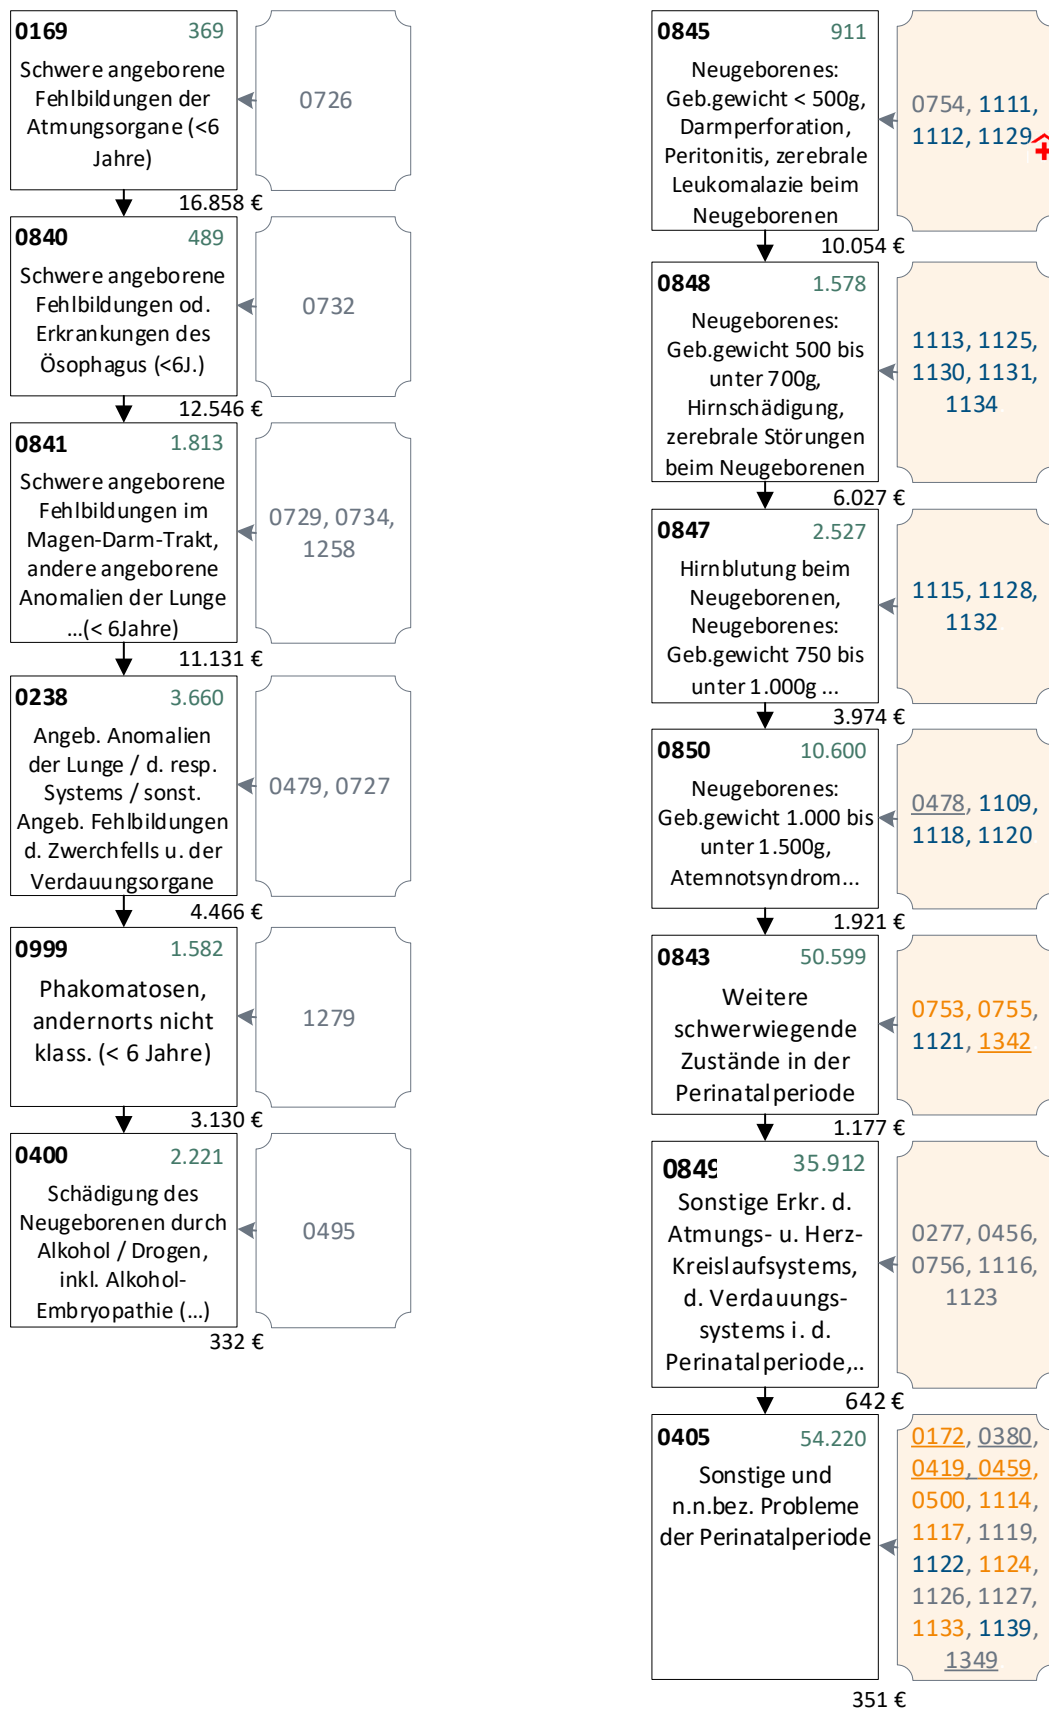 0169 369
Schwere angeborene
Fehlbildungen der
Atmungsorgane (<6
Jahre)
0726
16.858 €
0840 489
Schwere angeborene
Fehlbildungen od.
Erkrankungen des
Ösophagus (<6J.)
0732
12.546 €
0841 1.813
Schwere angeborene
Fehlbildungen im
Magen-Darm-Trakt,
andere angeborene
Anomalien der Lunge
...(< 6Jahre)
0729, 0734,
1258
11.131 €
0238 3.660
Angeb. Anomalien
der Lunge / d. resp.
Systems / sonst.
Angeb. Fehlbildungen
d. Zwerchfells u. der
Verdauungsorgane
0479, 0727
4.466 €
0999 1.582
Phakomatosen,
andernorts nicht
klass. (< 6 Jahre)
1279
3.130 €
0400 2.221
Schädigung des
Neugeborenen durch
Alkohol / Drogen,
inkl. Alkohol-
Embryopathie (...)
0495
332 €
0845 911
Neugeborenes:
Geb.gewicht < 500g,
Darmperforation,
Peritonitis, zerebrale
Leukomalazie beim
Neugeborenen
0754, 1111,
1112, 1129
10.054 €
0848 1.578
Neugeborenes:
Geb.gewicht 500 bis
unter 700g,
Hirnschädigung,
zerebrale Störungen
beim Neugeborenen
1113, 1125,
1130, 1131,
1134
6.027 €
0847 2.527
Hirnblutung beim
Neugeborenen,
Neugeborenes:
Geb.gewicht 750 bis
unter 1.000g ...
1115, 1128,
1132
3.974 €
0850 10.600
Neugeborenes:
Geb.gewicht 1.000 bis
unter 1.500g,
Atemnotsyndrom...
0478, 1109,
1118, 1120
1.921 €
0843 50.599
Weitere
schwerwiegende
Zustände in der
Perinatalperiode
0753, 0755,
1121, 1342
1.177 €
0849 35.912
Sonstige Erkr. d.
Atmungs- u. Herz-
Kreislaufsystems,
d. Verdauungs-
systems i. d.
Perinatalperiode,..
0277, 0456,
0756, 1116,
1123
642 €
0405 54.220
Sonstige und
n.n.bez. Probleme
der Perinatalperiode
0172, 0380,
0419, 0459,
0500, 1114,
1117, 1119,
1122, 1124,
1126, 1127,
1133, 1139,
1349
351 €